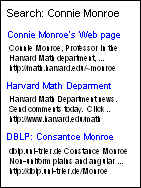 Search: Connie Monroe
Connie Monroe's Web page
Connie Monroe, Professor in the
Harvard Math department, ...
http://math.harvard.edu/~monroe
Harvard Math Deparment
Harvard Math Department news.
Send comments today. Click ..
http://www.harvard.edu/math
DBLP: Consantce Monroe
dblp.uni-trier.de Constance Monroe
Non-uniform plains and angular ...
http://dblp.uni-trier.de/Monroe